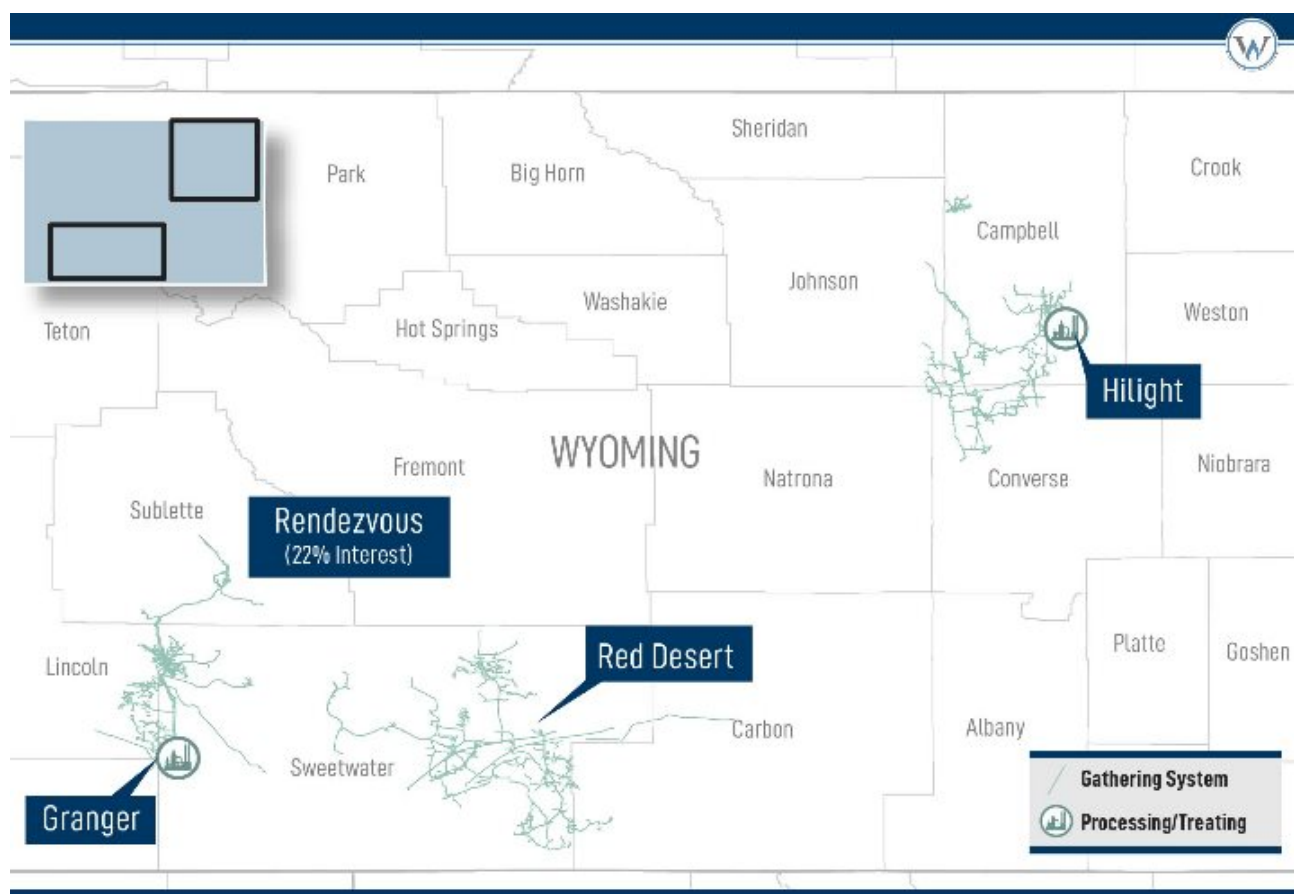 W
Sheridan
Park
Big Horn
Crook
Campbell
Johnson
Washakie
Weston
Teton
Hot Springs
Hilight
WYOMING
Fremont
Natrona
Converse
Niobrara
Sublette
Rendezvous
(22% Interest)
Red Desert
Platte
Goshen
Lincoln
Carbon
Albany
Sweetwater
Granger
Gathering System
Processing/Treating